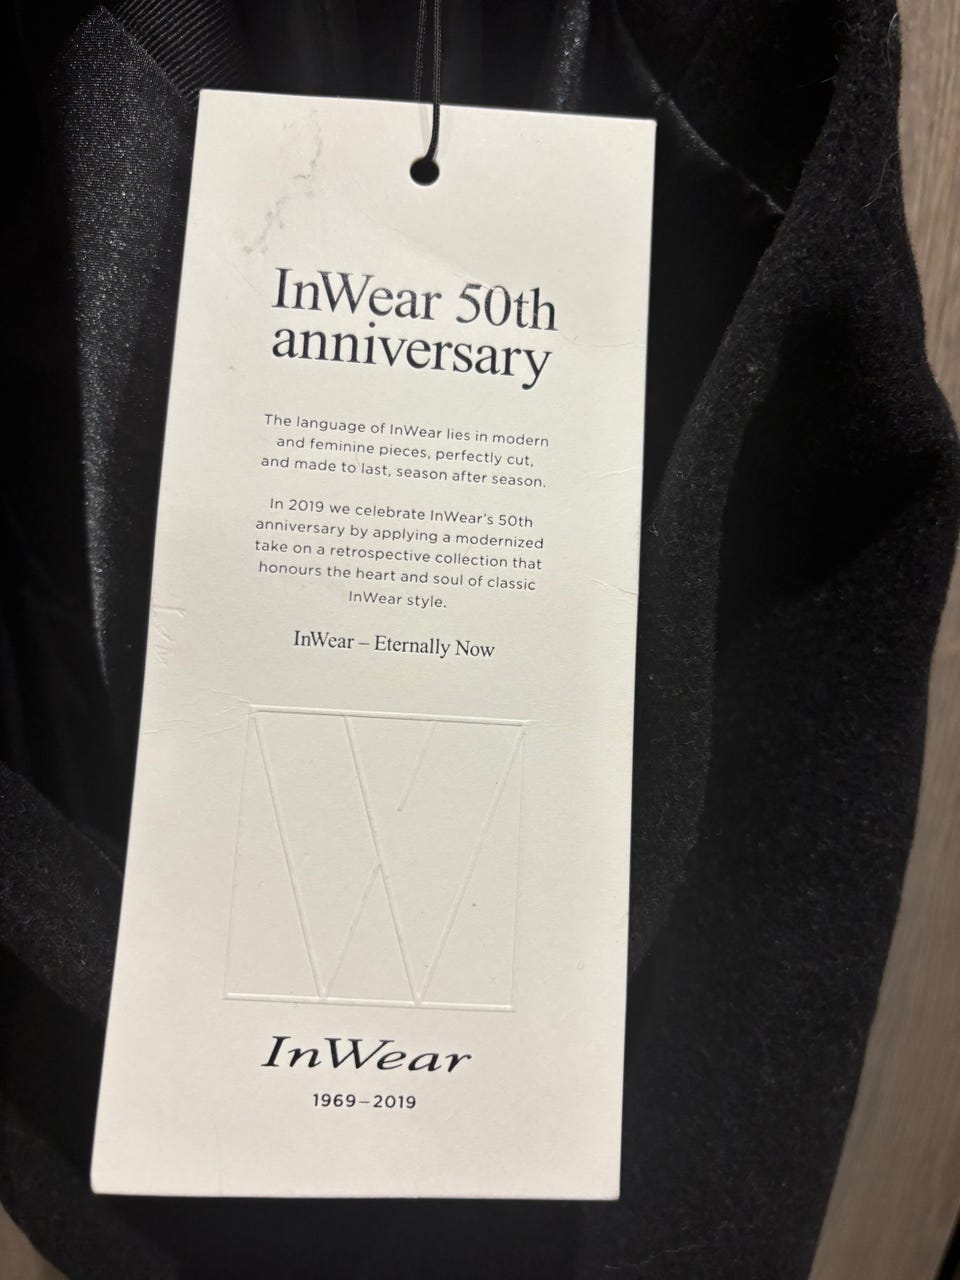 InWear 50th
anniversary
The language of InWear lies in modern
and feminine pieces, perfectly cut,
and made to last, season after season.
In 2019 we celebrate InWear's 50th
anniversary by applying a modernized
take on a retrospective collection that
honours the heart and soul of classic
InWear style.
InWear – Eternally Now
InWear
1969–2019